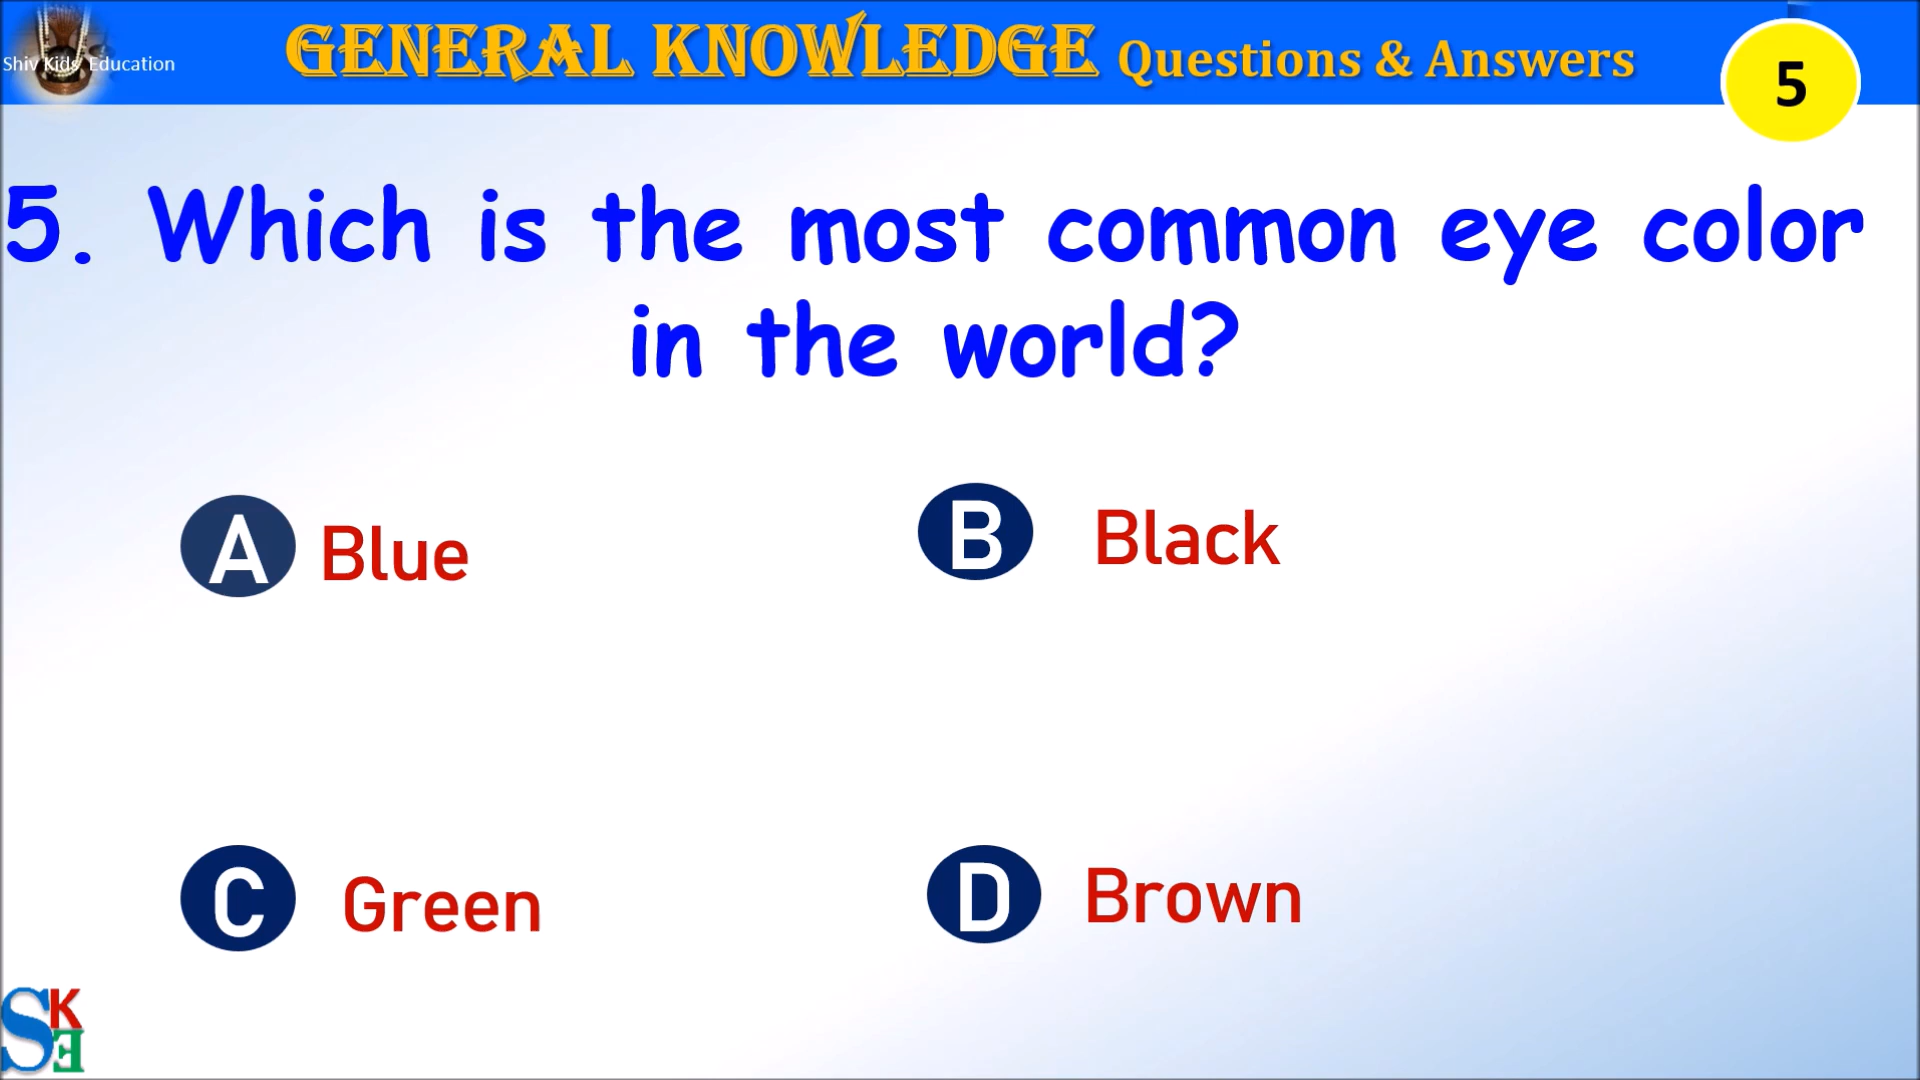 Shiv Kids' Education
GENERAL KNOWLEDGE Questions & Answers
5
5. Which is the most common eye color
in the world?
A Blue
B Black
C Green
D Brown
SKE